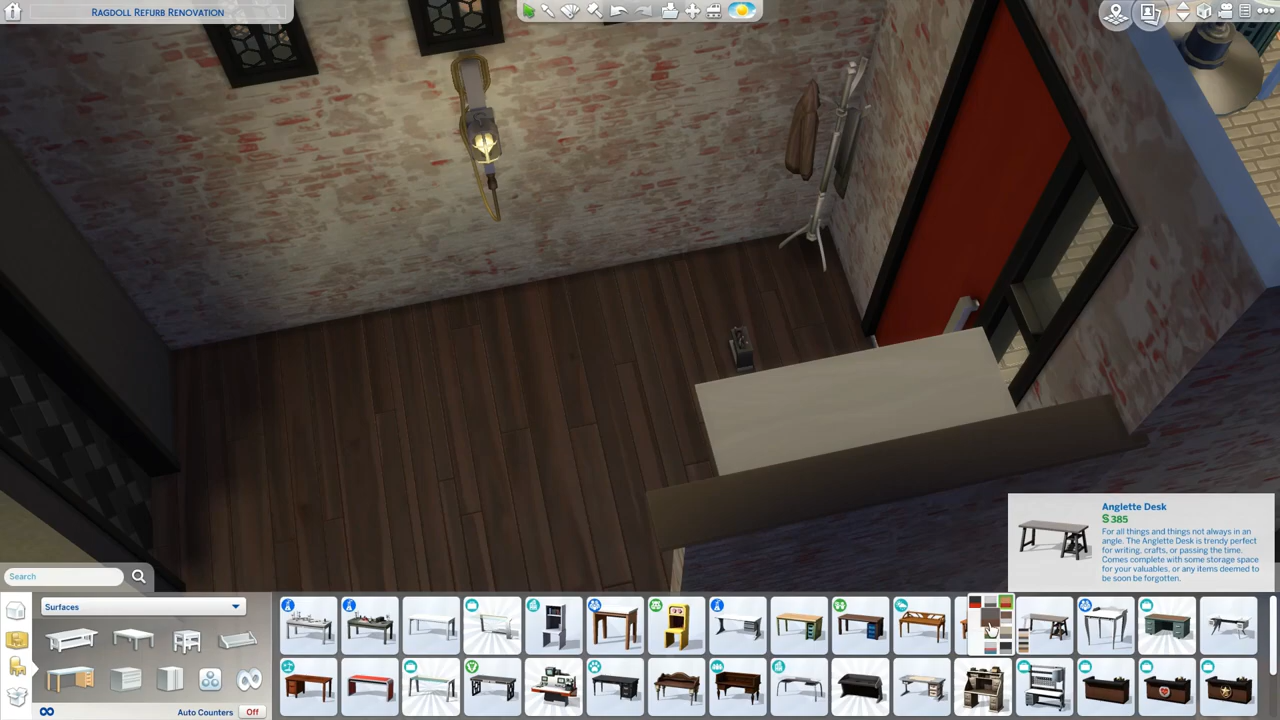 Ragdoll Refurb Renovation
Anglette Desk
§385
For all things and things not always in an
angle. The Anglette Desk is trendy perfect
for writing, crafts, or passing the time.
Comes complete with some storage space
for your valuables, or any items deemed to
be soon be forgotten.
Search
Surfaces
Auto Counters Off